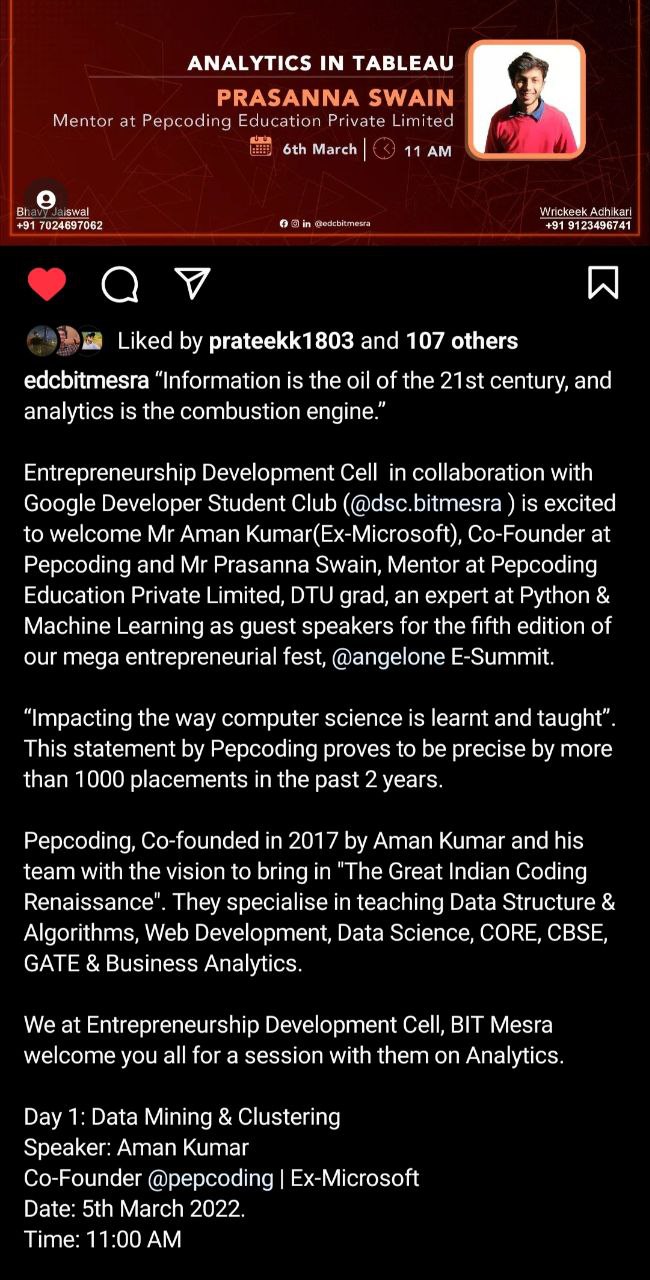 ANALYTICS IN TABLEAU
PRASANNA SWAIN
Mentor at Pepcoding Education Private Limited
6th March | 11 AM
Bhavy Jaiswal
+91 7024697062
@edcbitmesra
Wrickeek Adhikari
+91 9123496741
Liked by prateekk1803 and 107 others
edcbitmesra “Information is the oil of the 21st century, and
analytics is the combustion engine.”
Entrepreneurship Development Cell in collaboration with
Google Developer Student Club (@dsc.bitmesra ) is excited
to welcome Mr Aman Kumar(Ex-Microsoft), Co-Founder at
Pepcoding and Mr Prasanna Swain, Mentor at Pepcoding
Education Private Limited, DTU grad, an expert at Python &
Machine Learning as guest speakers for the fifth edition of
our mega entrepreneurial fest, @angelone E-Summit.
“Impacting the way computer science is learnt and taught”.
This statement by Pepcoding proves to be precise by more
than 1000 placements in the past 2 years.
Pepcoding, Co-founded in 2017 by Aman Kumar and his
team with the vision to bring in "The Great Indian Coding
Renaissance". They specialise in teaching Data Structure &
Algorithms, Web Development, Data Science, CORE, CBSE,
GATE & Business Analytics.
We at Entrepreneurship Development Cell, BIT Mesra
welcome you all for a session with them on Analytics.
Day 1: Data Mining & Clustering
Speaker: Aman Kumar
Co-Founder @pepcoding | Ex-Microsoft
Date: 5th March 2022.
Time: 11:00 AM